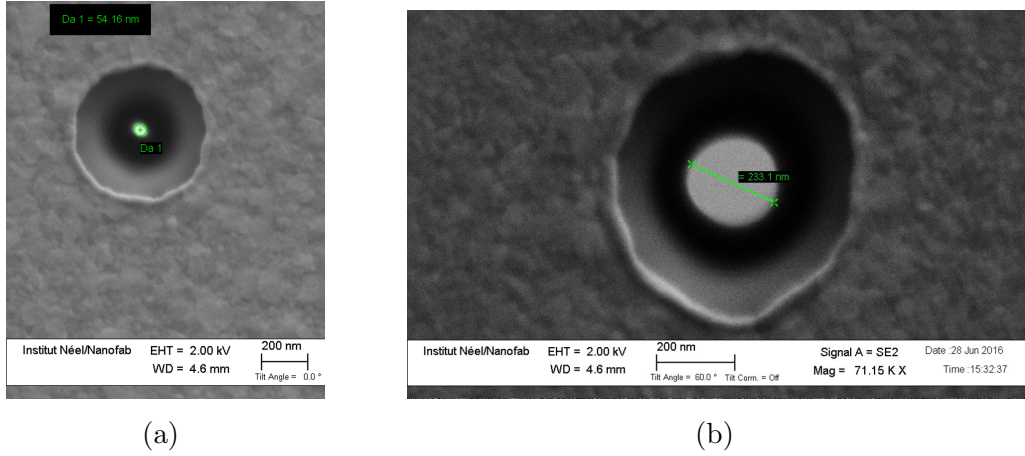 Da 1 = 54.16 nm
Da 1
Institut Néel/Nanofab
EHT = 2.00 kV
WD = 4.6 mm
200 nm
Tilt Angle = 0.0 °
(a)
= 233.1 nm
Institut Néel/Nanofab
EHT = 2.00 kV
WD = 4.6 mm
200 nm
Tilt Angle = 60.0 ° Tilt Corrn. = Off
Signal A = SE2
Mag = 71.15 K X
Date :28 Jun 2016
Time :15:32:37
(b)